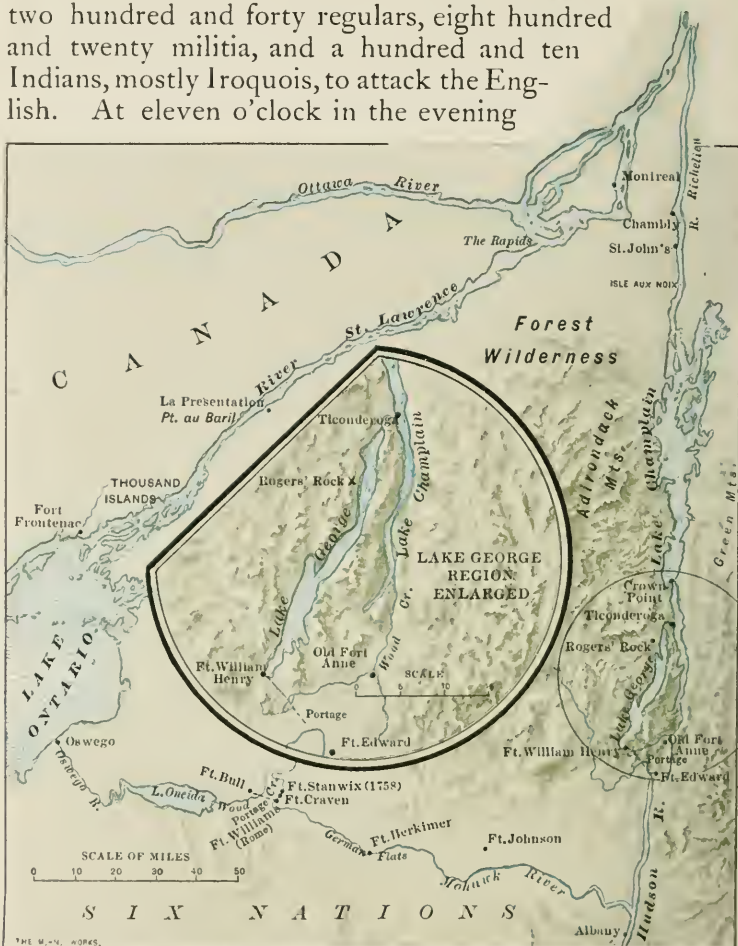 two hundred and forty regulars, eight hundred
and twenty militia, and a hundred and ten
Indians, mostly Iroquois, to attack the Eng-
lish. At eleven o'clock in the evening
Ottawa River
Montreal
R. Richelieu
Chambly
The Rapids
St. John's
ISLE AUX NOIX
CANADA
River St. Lawrence
Forest
Wilderness
La Presentation
Pt. au Baril
THOUSAND
ISLANDS
Fort
Frontenac
Adirondack
Mts.
Lake Champlain
Green Mts.
Ticonderoga
Rogers' Rock
Lake George
Lake Champlain
LAKE GEORGE
REGION
ENLARGED
Wood Cr.
Ft. William
Henry
Old Fort
Anne
SCALE
0 5 10
Portage
Ft. Edward
Crown
Point
Ticonderoga
Rogers' Rock
Lake George
Ft. William Henry
Old Fort
Anne
Portage
Ft. Edward
LAKE
ONTARIO
Oswego
Oswego R.
L. Oneida
Ft. Bull
Wood Cr.
Portage
Ft. Stanwix (1758)
Ft. Craven
Ft. Williams
(Rome)
German
Flats
Ft. Herkimer
Ft. Johnson
Mohawk River
Hudson R.
Albany
SCALE OF MILES
0 10 20 30 40 50
SIX NATIONS
THE M.-N. WORKS.